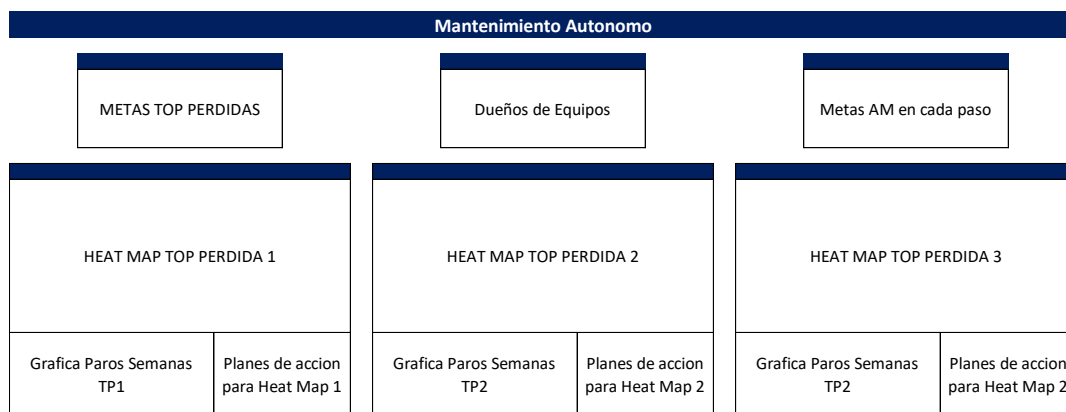 Mantenimiento Autonomo
METAS TOP PERDIDAS
Dueños de Equipos
Metas AM en cada paso
HEAT MAP TOP PERDIDA 1
HEAT MAP TOP PERDIDA 2
HEAT MAP TOP PERDIDA 3
Grafica Paros Semanas
TP1
Planes de accion
para Heat Map 1
Grafica Paros Semanas
TP2
Planes de accion
para Heat Map 2
Grafica Paros Semanas
TP2
Planes de accion
para Heat Map 2